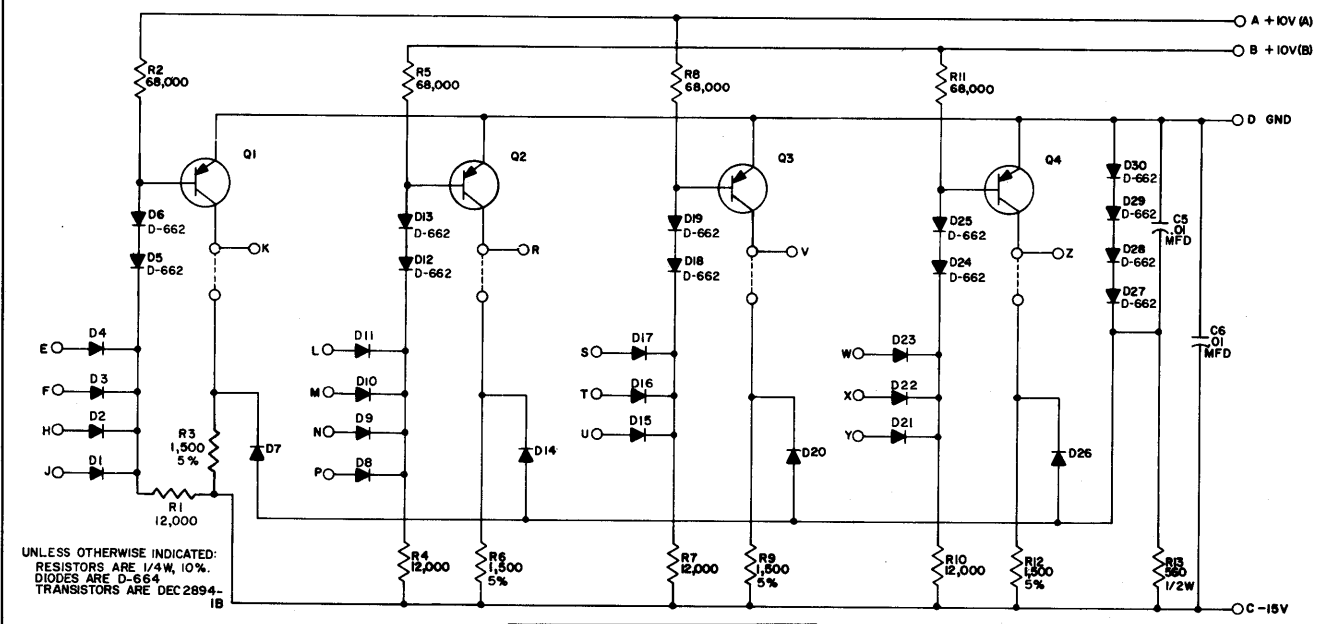 A +10V(A)
B +10V(B)
R2
68,000
R5
68,000
R8
68,000
R11
68,000
D GND
Q1
Q2
Q3
Q4
D30
D-662
D29
D-662
D28
D-662
D27
D-662
C5
.01
MFD
C6
.01
MFD
D6
D-662
D5
D-662
D13
D-662
D12
D-662
D19
D-662
D18
D-662
D25
D-662
D24
D-662
K
R
V
Z
E
D4
F
D3
H
D2
J
D1
L
D11
M
D10
N
D9
P
D8
S
D17
T
D16
U
D15
W
D23
X
D22
Y
D21
R3
1,500
5%
D7
D14
D20
D26
R1
12,000
R4
12,000
R6
1,500
5%
R7
12,000
R9
1,500
5%
R10
12,000
R12
1,500
5%
R13
560
1/2W
UNLESS OTHERWISE INDICATED:
RESISTORS ARE 1/4W, 10%.
DIODES ARE D-664
TRANSISTORS ARE DEC2894-
1B
C -15V